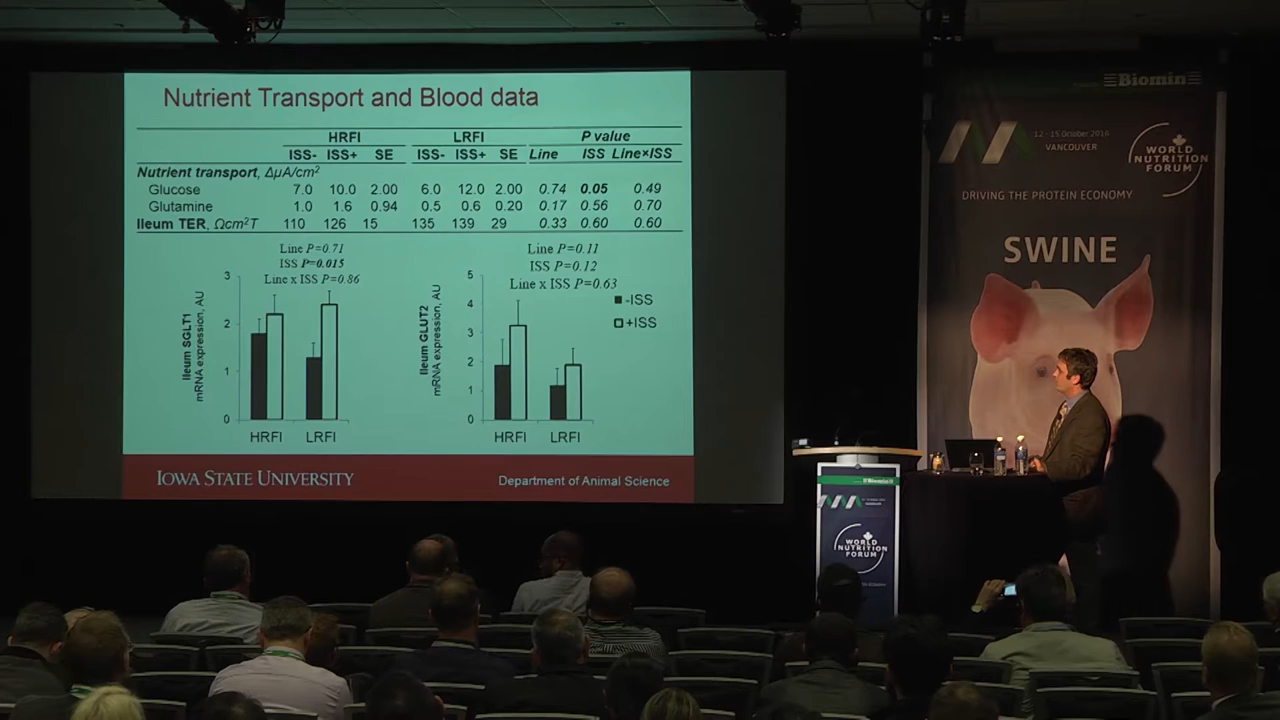 Nutrient Transport and Blood data
HRFI LRFI P value
ISS- ISS+ SE ISS- ISS+ SE Line ISS Line×ISS
Nutrient transport, ΔµA/cm2
Glucose 7.0 10.0 2.00 6.0 12.0 2.00 0.74 0.05 0.49
Glutamine 1.0 1.6 0.94 0.5 0.6 0.20 0.17 0.56 0.70
Ileum TER, Ωcm2T 110 126 15 135 139 29 0.33 0.60 0.60
Line P=0.71
ISS P=0.015
Line x ISS P=0.86
Ileum SGLT1
mRNA expression, AU
3
2
1
0
HRFI LRFI
Line P=0.11
ISS P=0.12
Line x ISS P=0.63
Ileum GLUT2
mRNA expression, AU
5
4
3
2
1
0
HRFI LRFI
-ISS
+ISS
IOWA STATE UNIVERSITY
Department of Animal Science
Biomin
12 - 15 October 2016
VANCOUVER
WORLD
NUTRITION
FORUM
DRIVING THE PROTEIN ECONOMY
SWINE
Biomin
WORLD
NUTRITION
FORUM